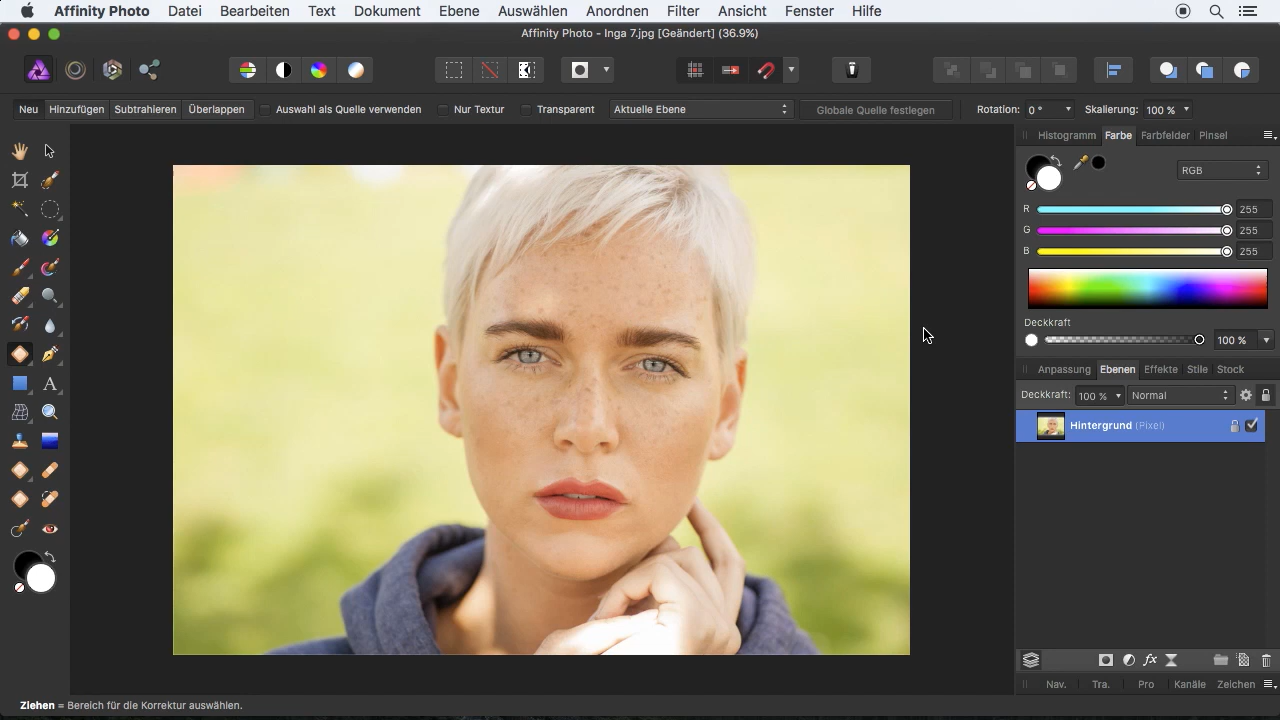 Affinity Photo Datei Bearbeiten Text Dokument Ebene Auswählen Anordnen Filter Ansicht Fenster Hilfe
Affinity Photo - Inga 7.jpg [Geändert] (36.9%)
Neu Hinzufügen Subtrahieren Überlappen Auswahl als Quelle verwenden Nur Textur Transparent Aktuelle Ebene Globale Quelle festlegen Rotation: 0 ° Skalierung: 100 %
Histogramm Farbe Farbfelder Pinsel
RGB
R 255
G 255
B 255
Deckkraft
100 %
Anpassung Ebenen Effekte Stile Stock
Deckkraft: 100 % Normal
Hintergrund (Pixel)
A
Nav. Tra. Pro Kanäle Zeichen
Ziehen = Bereich für die Korrektur auswählen.